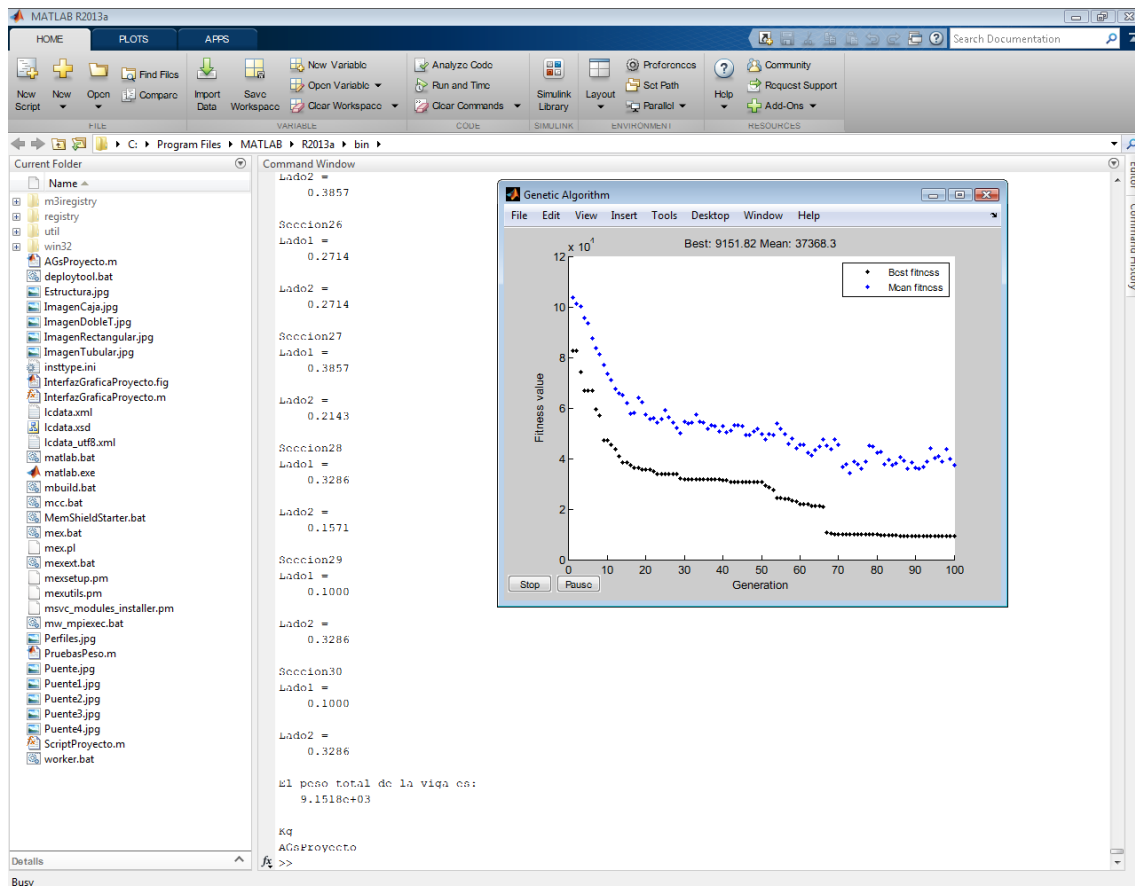 MATLAB R2013a
HOME PLOTS APPS
Search Documentation
New Script
New
Open
Find Files
Compare
Import Data
Save Workspace
New Variable
Open Variable
Clear Workspace
Analyze Code
Run and Time
Clear Commands
Simulink Library
Layout
Preferences
Set Path
Parallel
Help
Community
Request Support
Add-Ons
FILE VARIABLE CODE SIMULINK ENVIRONMENT RESOURCES
C: Program Files MATLAB R2013a bin
Current Folder
Name
m3iregistry
registry
util
win32
AGsProyecto.m
deploytool.bat
Estructura.jpg
ImagenCaja.jpg
ImagenDobleT.jpg
ImagenRectangular.jpg
ImagenTubular.jpg
insttype.ini
InterfazGraficaProyecto.fig
InterfazGraficaProyecto.m
lcdata.xml
lcdata.xsd
lcdata_utf8.xml
matlab.bat
matlab.exe
mbuild.bat
mcc.bat
MemShieldStarter.bat
mex.bat
mex.pl
mexext.bat
mexsetup.pm
mexutils.pm
msvc_modules_installer.pm
mw_mpiexec.bat
Perfiles.jpg
PruebasPeso.m
Puente.jpg
Puente1.jpg
Puente2.jpg
Puente3.jpg
Puente4.jpg
ScriptProyecto.m
worker.bat
Details
Busy
Command Window
Lado2 =
0.3857
Seccion26
Lado1 =
0.2714
Lado2 =
0.2714
Seccion27
Lado1 =
0.3857
Lado2 =
0.2143
Seccion28
Lado1 =
0.3286
Lado2 =
0.1571
Seccion29
Lado1 =
0.1000
Lado2 =
0.3286
Seccion30
Lado1 =
0.1000
Lado2 =
0.3286
El peso total de la viga es:
9.1518e+03
Kg
AGsProyecto
fx >>
Genetic Algorithm
File Edit View Insert Tools Desktop Window Help
x 10^4
Best: 9151.82 Mean: 37368.3
Best fitness
Mean fitness
12
10
8
6
4
2
0
Fitness value
0 10 20 30 40 50 60 70 80 90 100
Generation
Stop Pause
Editor
Command History